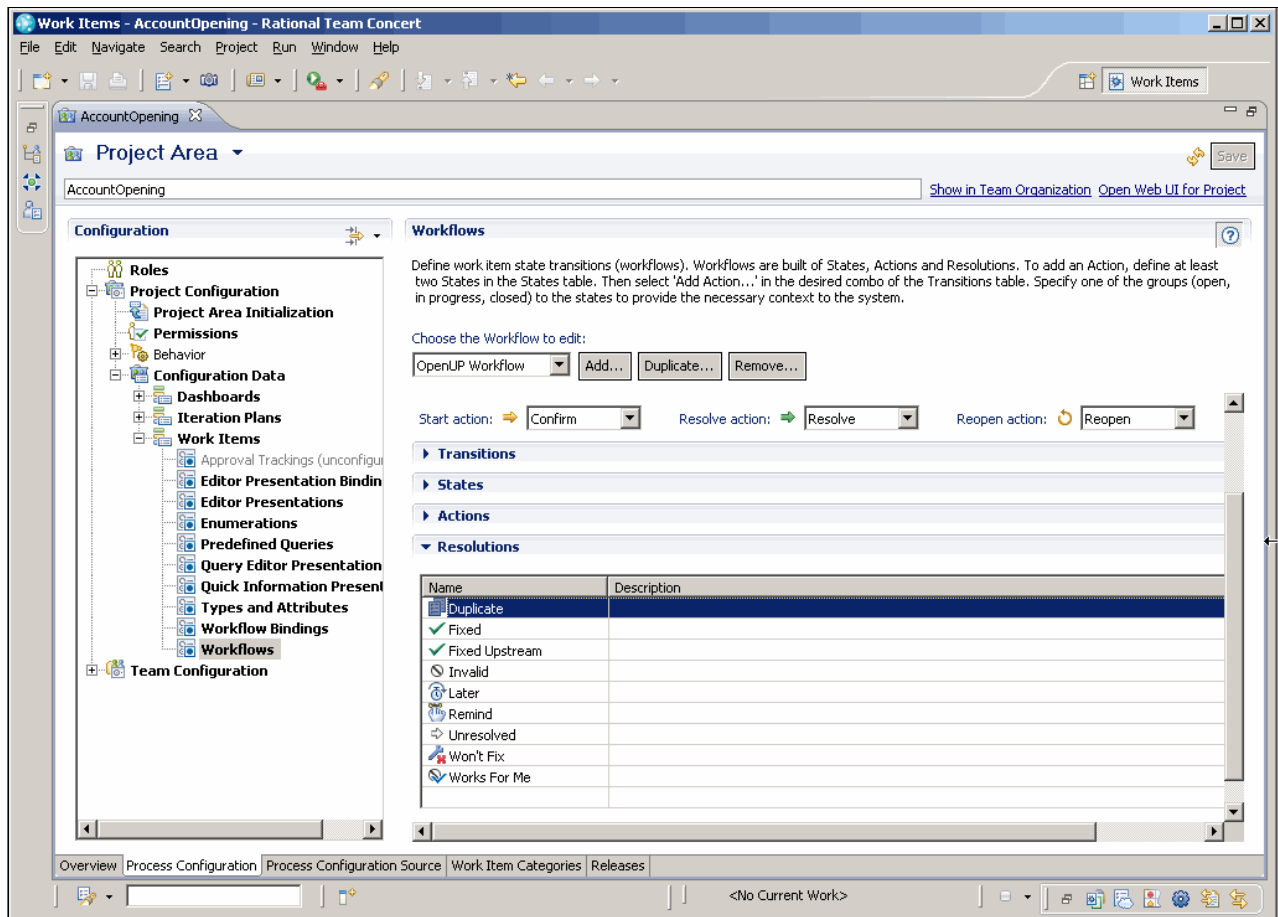 Work Items - AccountOpening - Rational Team Concert
File Edit Navigate Search Project Run Window Help
Work Items
AccountOpening
Project Area
Save
AccountOpening
Show in Team Organization Open Web UI for Project
Configuration
Roles
Project Configuration
Project Area Initialization
Permissions
Behavior
Configuration Data
Dashboards
Iteration Plans
Work Items
Approval Trackings (unconfigu
Editor Presentation Bindin
Editor Presentations
Enumerations
Predefined Queries
Query Editor Presentation
Quick Information Present
Types and Attributes
Workflow Bindings
Workflows
Team Configuration
Workflows
Define work item state transitions (workflows). Workflows are built of States, Actions and Resolutions. To add an Action, define at least
two States in the States table. Then select 'Add Action...' in the desired combo of the Transitions table. Specify one of the groups (open,
in progress, closed) to the states to provide the necessary context to the system.
Choose the Workflow to edit:
OpenUP Workflow Add... Duplicate... Remove...
Start action: Confirm Resolve action: Resolve Reopen action: Reopen
Transitions
States
Actions
Resolutions
Name Description
Duplicate
Fixed
Fixed Upstream
Invalid
Later
Remind
Unresolved
Won't Fix
Works For Me
Overview Process Configuration Process Configuration Source Work Item Categories Releases
<No Current Work>